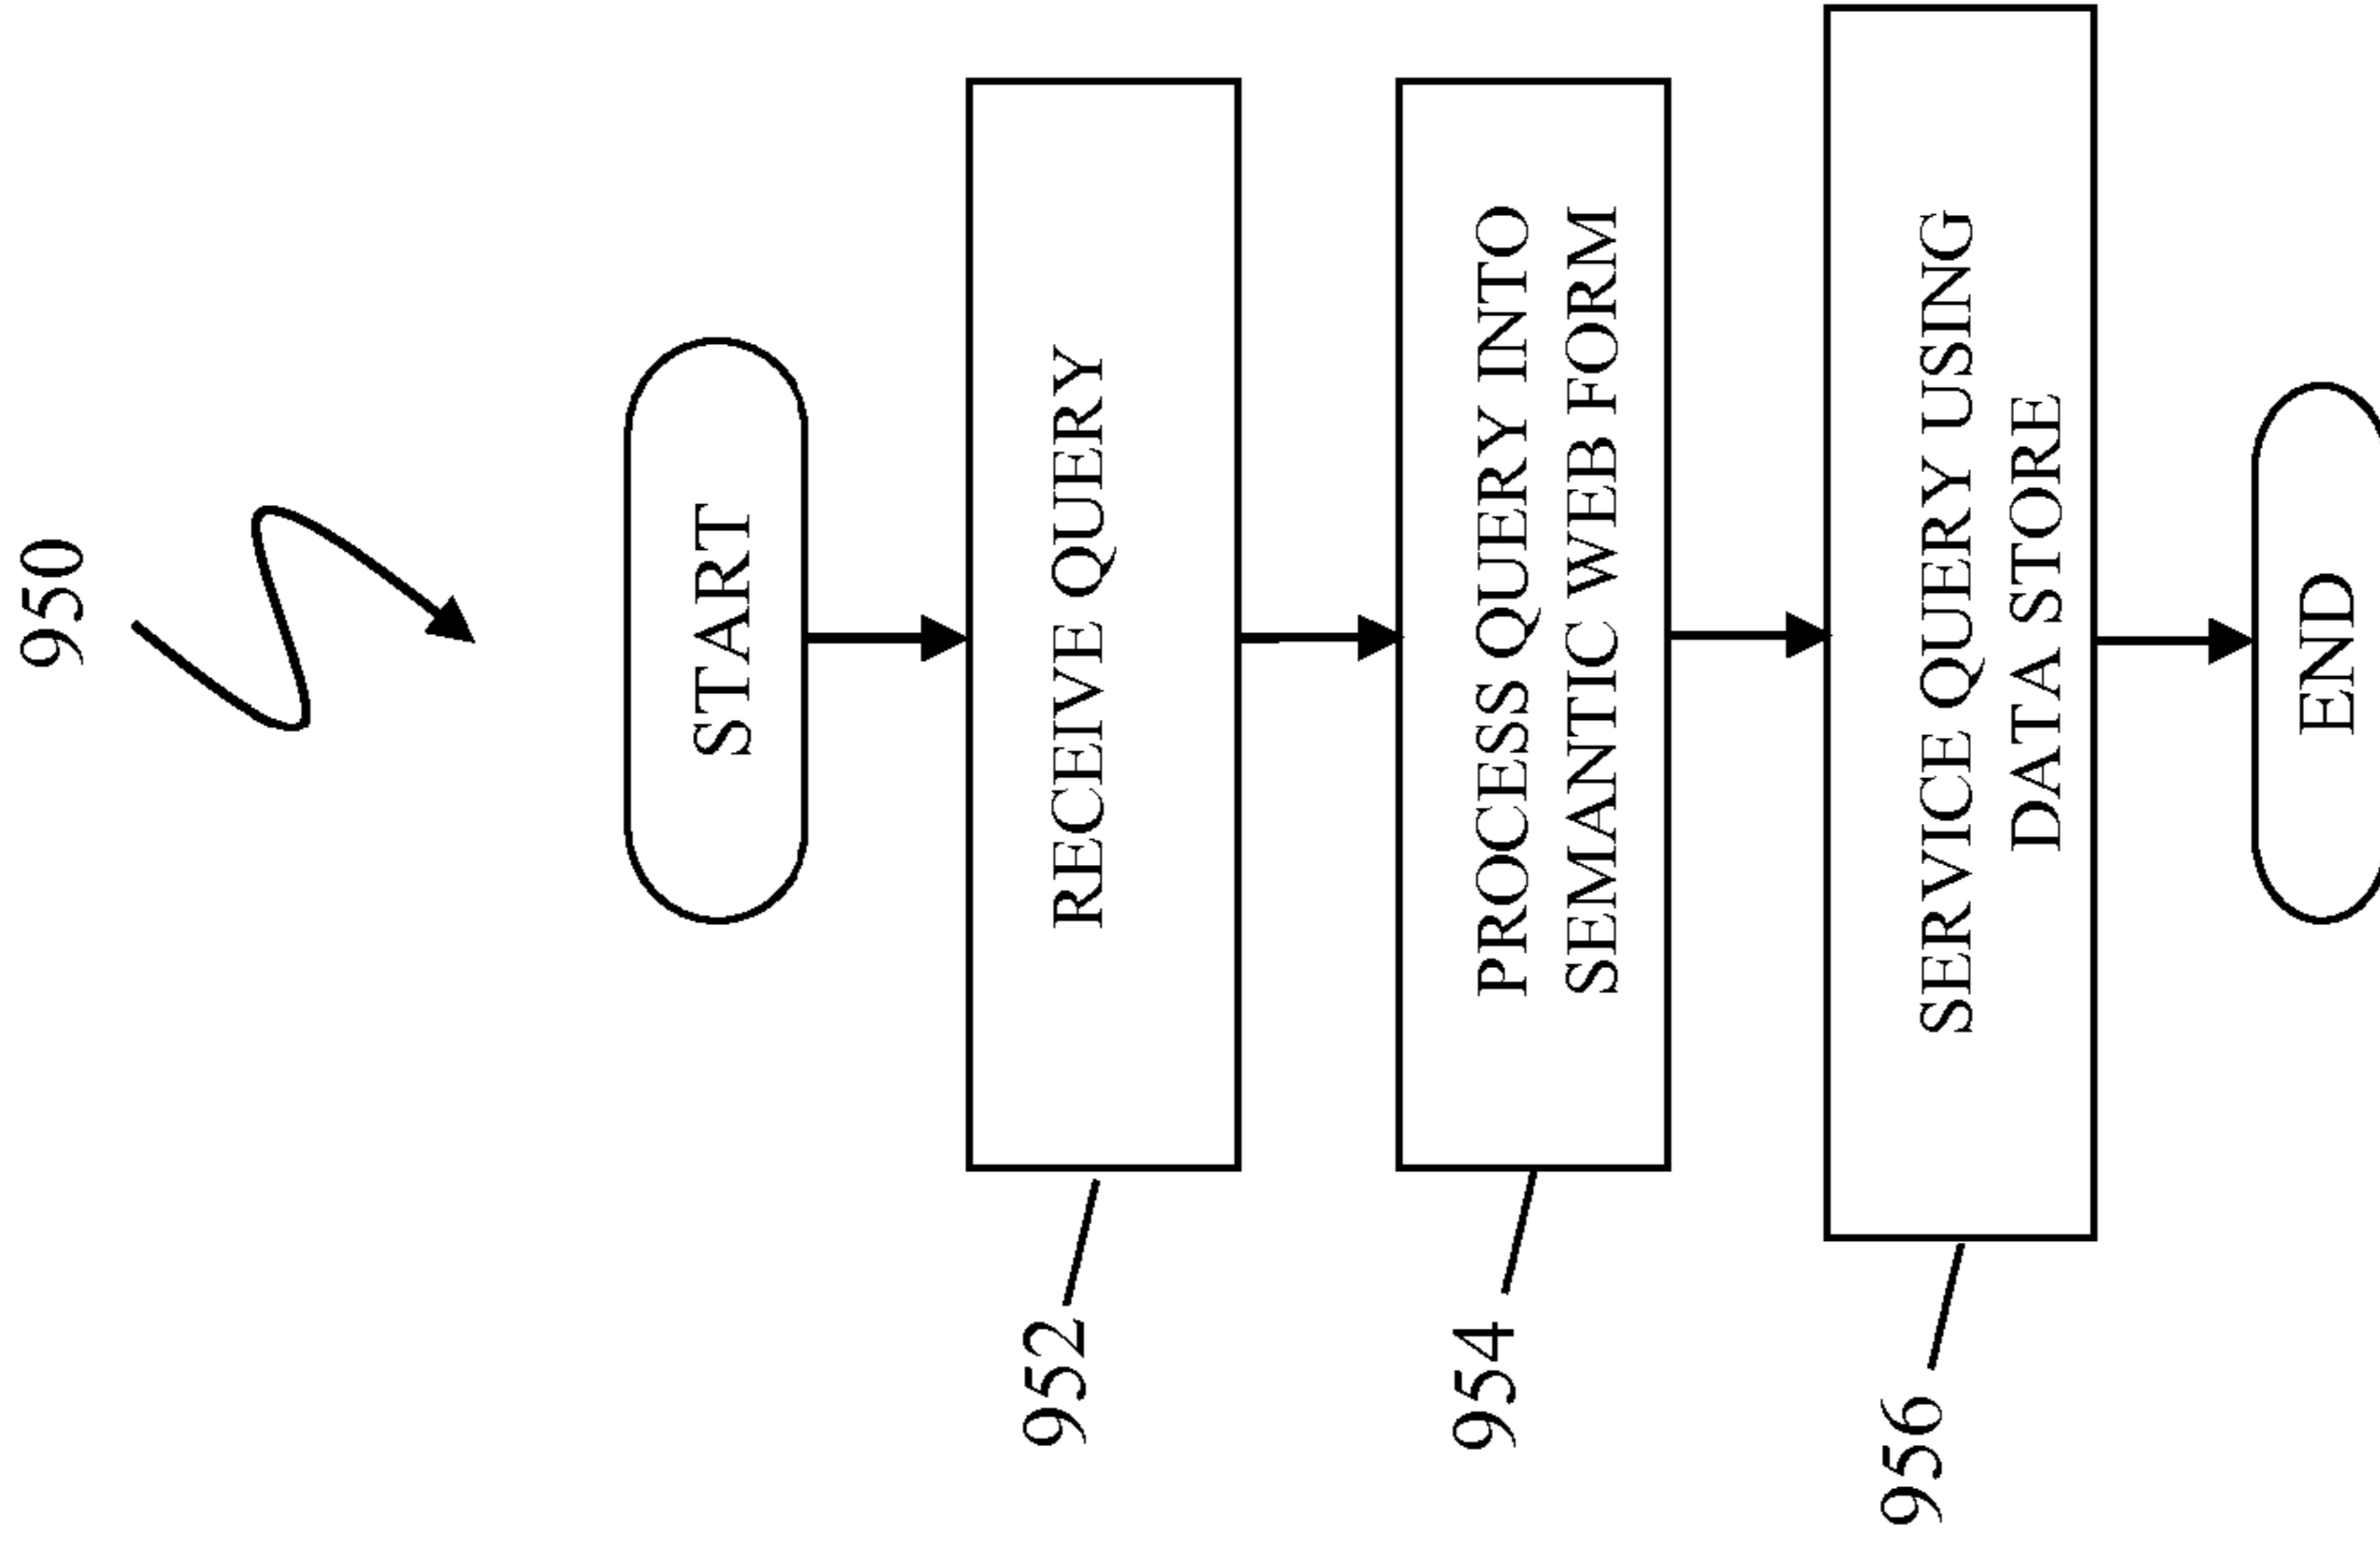 950
START
RECEIVE QUERY
952
PROCESS QUERY INTO
SEMANTIC WEB FORM
954
SERVICE QUERY USING
DATA STORE
956
END